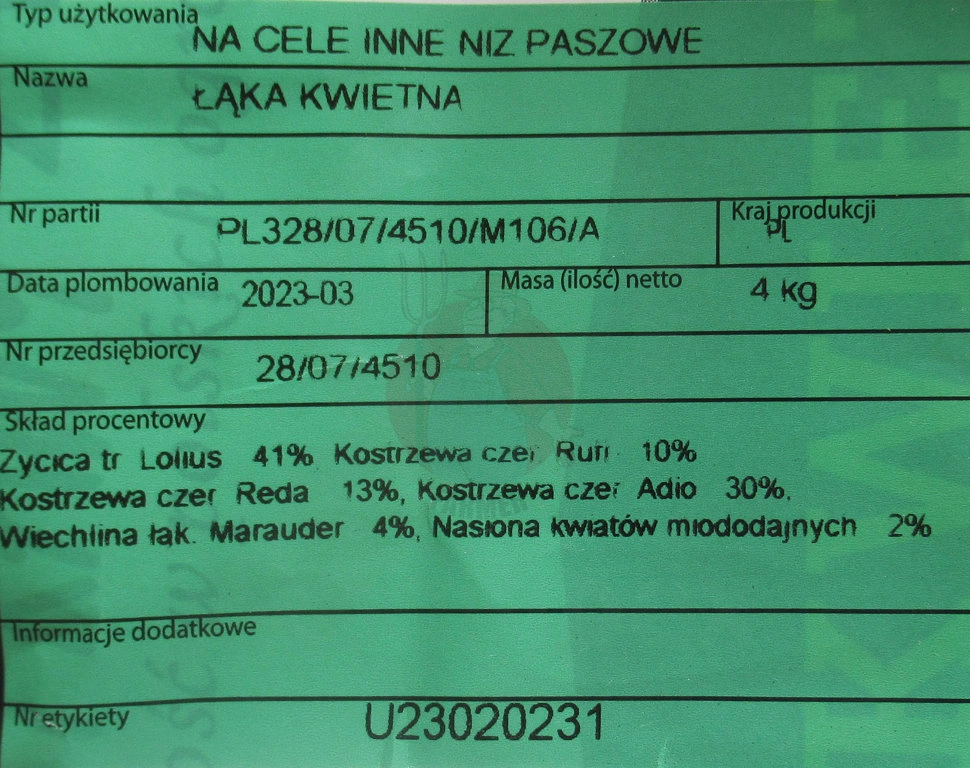 Typ użytkowania
NA CELE INNE NIZ PASZOWE
Nazwa
ŁĄKA KWIETNA
Nr partii
PL328/07/4510/M106/A
Kraj produkcji
PL
Data plombowania
2023-03
Masa (ilość) netto
4 kg
Nr przedsiębiorcy
28/07/4510
Skład procentowy
Zycica tr Lolius 41% Kostrzewa czer Rufi 10%
Kostrzewa czer Reda 13%, Kostrzewa czer Adio 30%,
Wiechlina łąk. Marauder 4%, Nasiona kwiatów miododajnych 2%
Informacje dodatkowe
Nr etykiety
U23020231